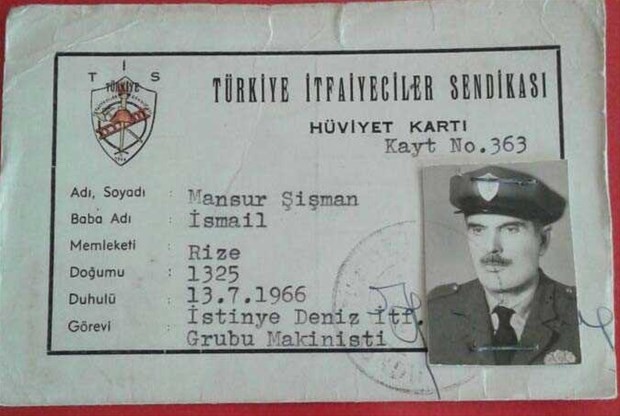 T İ S
TÜRKİYE
TÜRKİYE İTFAİYECİLER SENDİKASI
HÜVİYET KARTI
Kayt No.363
Adı, Soyadı : Mansur Şişman
Baba Adı : İsmail
Memleketi : Rize
Doğumu : 1325
Duhulü : 13.7.1966
Görevi : İstinye Deniz İtf.
Grubu Makinisti